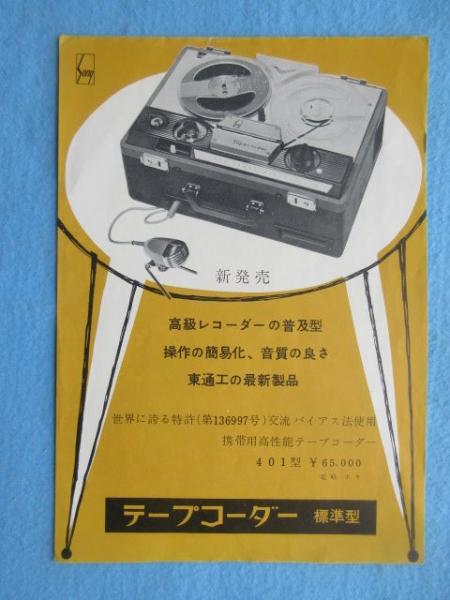 Sony
新発売
高級レコーダーの普及型
操作の簡易化、音質の良さ
東通工の最新製品
世界に誇る特許(第136997号)交流バイアス法使用
携帯用高性能テープコーダー
401型 ¥65.000
テープコーダー 標準型